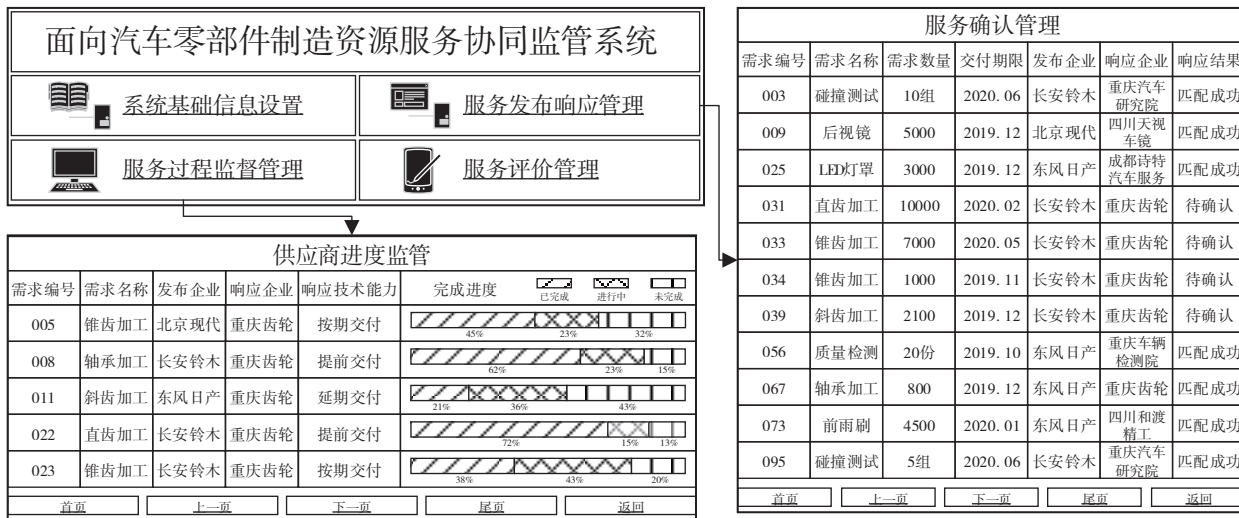 面向汽车零部件制造资源服务协同监管系统
系统基础信息设置 服务发布响应管理
服务过程监督管理 服务评价管理
供应商进度监管
需求编号 需求名称 发布企业 响应企业 响应技术能力 完成进度 已完成 进行中 未完成
005 锥齿加工 北京现代 重庆齿轮 按期交付 45% 23% 32%
008 轴承加工 长安铃木 重庆齿轮 提前交付 62% 23% 15%
011 斜齿加工 东风日产 重庆齿轮 延期交付 21% 36% 43%
022 直齿加工 长安铃木 重庆齿轮 提前交付 72% 15% 13%
023 锥齿加工 长安铃木 重庆齿轮 按期交付 38% 43% 20%
首页 上一页 下一页 尾页 返回
服务确认管理
需求编号 需求名称 需求数量 交付期限 发布企业 响应企业 响应结果
003 碰撞测试 10组 2020.06 长安铃木 重庆汽车研究院 匹配成功
009 后视镜 5000 2019.12 北京现代 四川天视车镜 匹配成功
025 LED灯罩 3000 2019.12 东风日产 成都诗特汽车服务 匹配成功
031 直齿加工 10000 2020.02 长安铃木 重庆齿轮 待确认
033 锥齿加工 7000 2020.05 长安铃木 重庆齿轮 待确认
034 锥齿加工 1000 2019.11 长安铃木 重庆齿轮 待确认
039 斜齿加工 2100 2019.12 长安铃木 重庆齿轮 待确认
056 质量检测 20份 2019.10 东风日产 重庆车辆检测院 匹配成功
067 轴承加工 800 2019.12 东风日产 重庆齿轮 匹配成功
073 前雨刷 4500 2020.01 东风日产 四川和渡精工 匹配成功
095 碰撞测试 5组 2020.06 长安铃木 重庆汽车研究院 匹配成功
首页 上一页 下一页 尾页 返回